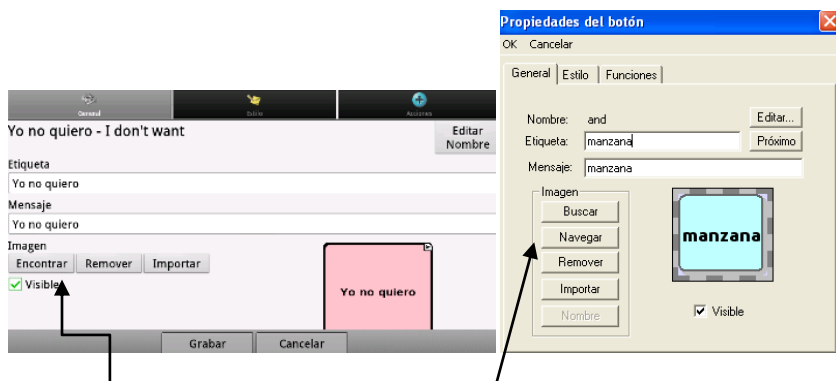 General
Estilo
Acciones
Yo no quiero - I don't want
Editar
Nombre
Etiqueta
Yo no quiero
Mensaje
Yo no quiero
Imagen
Encontrar Remover Importar
Visible
Yo no quiero
Grabar Cancelar
Propiedades del botón
OK Cancelar
General Estilo Funciones
Nombre: and Editar...
Etiqueta: manzana Próximo
Mensaje: manzana
Imagen
Buscar
Navegar
Remover
Importar
Nombre
manzana
Visible